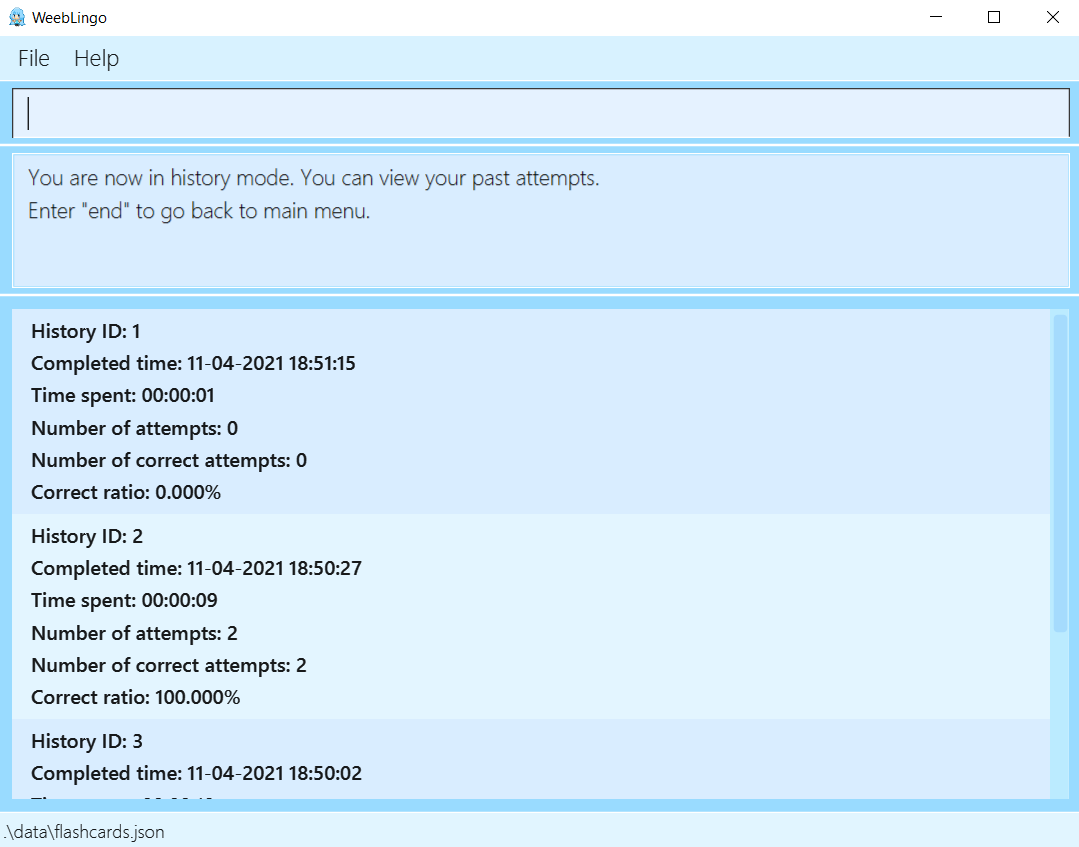 WeebLingo
File Help
You are now in history mode. You can view your past attempts.
Enter "end" to go back to main menu.
History ID: 1
Completed time: 11-04-2021 18:51:15
Time spent: 00:00:01
Number of attempts: 0
Number of correct attempts: 0
Correct ratio: 0.000%
History ID: 2
Completed time: 11-04-2021 18:50:27
Time spent: 00:00:09
Number of attempts: 2
Number of correct attempts: 2
Correct ratio: 100.000%
History ID: 3
Completed time: 11-04-2021 18:50:02
.\data\flashcards.json